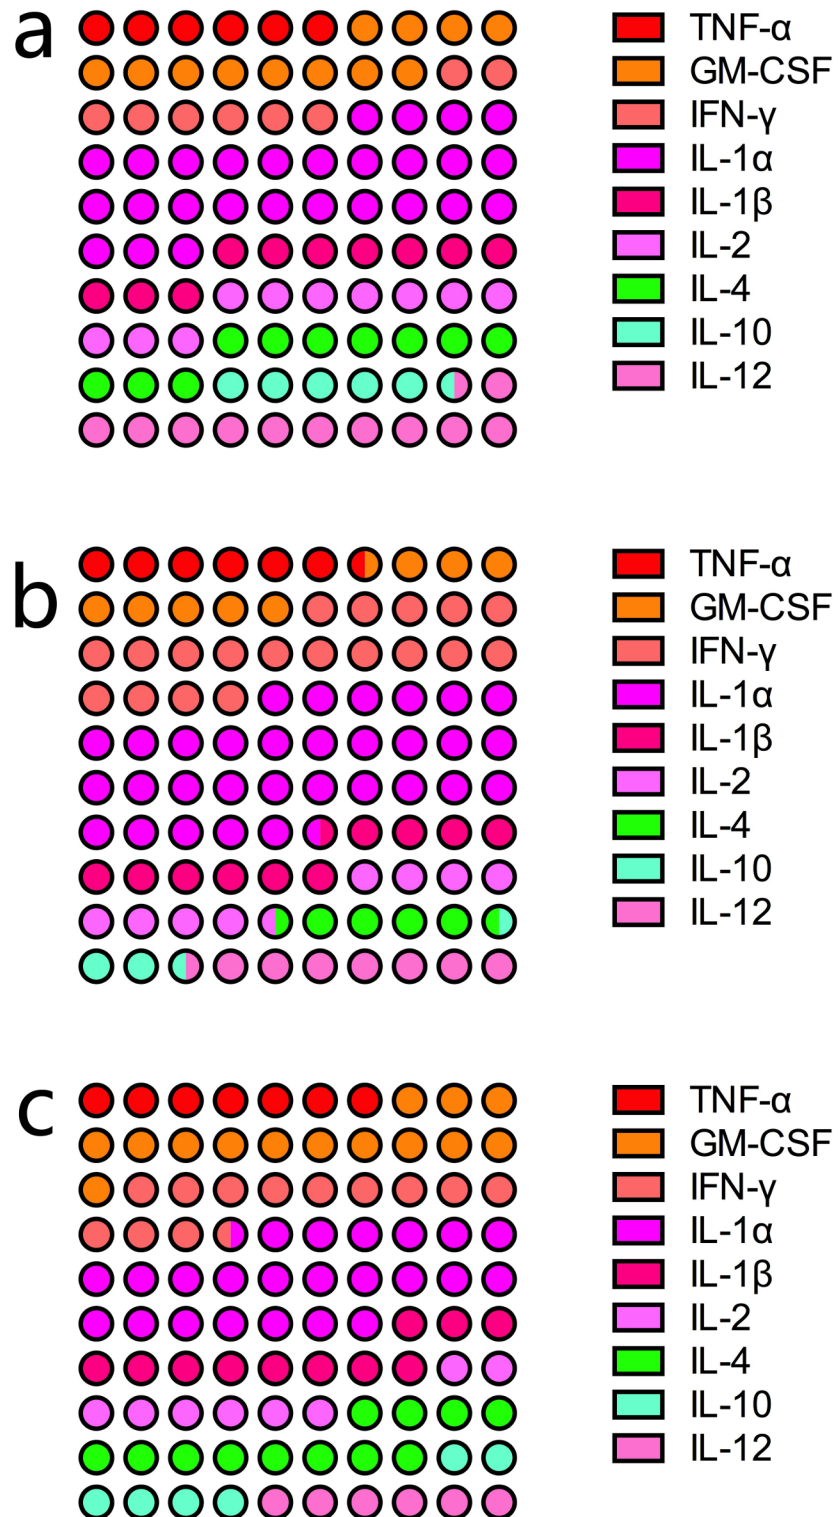 a
TNF-α
GM-CSF
IFN-γ
IL-1α
IL-1β
IL-2
IL-4
IL-10
IL-12
b
TNF-α
GM-CSF
IFN-γ
IL-1α
IL-1β
IL-2
IL-4
IL-10
IL-12
c
TNF-α
GM-CSF
IFN-γ
IL-1α
IL-1β
IL-2
IL-4
IL-10
IL-12